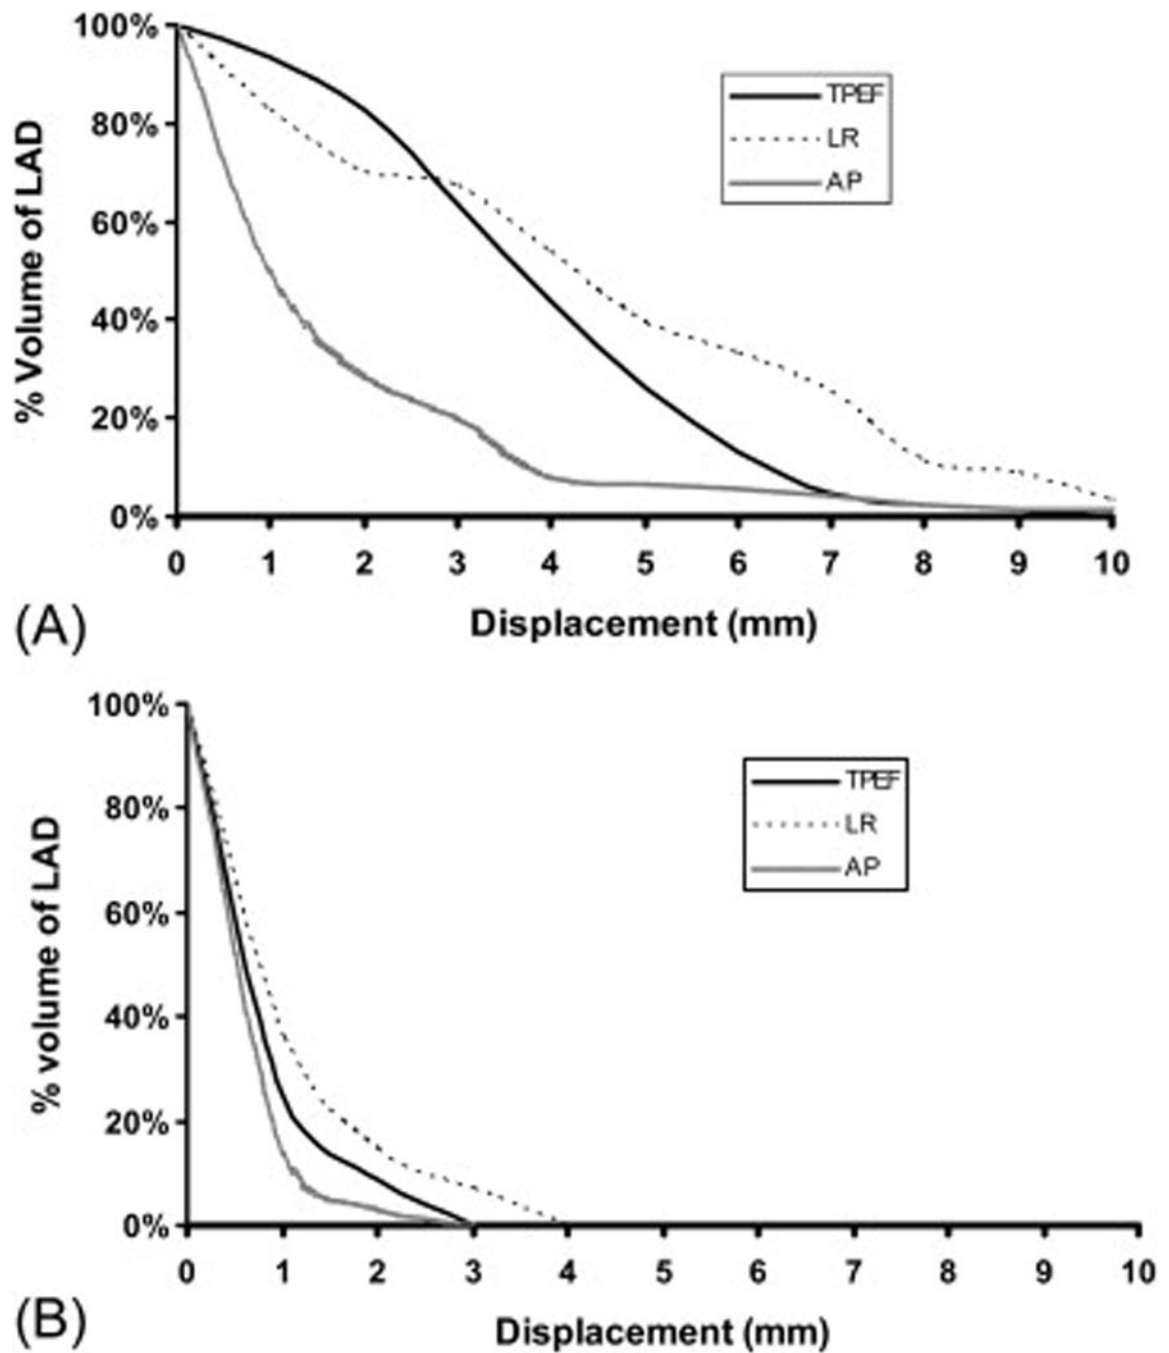 100%
80%
60%
40%
20%
0%
% Volume of LAD
TPEF
LR
AP
0 1 2 3 4 5 6 7 8 9 10
Displacement (mm)
(A)
100%
80%
60%
40%
20%
0%
% volume of LAD
TPEF
LR
AP
0 1 2 3 4 5 6 7 8 9 10
Displacement (mm)
(B)